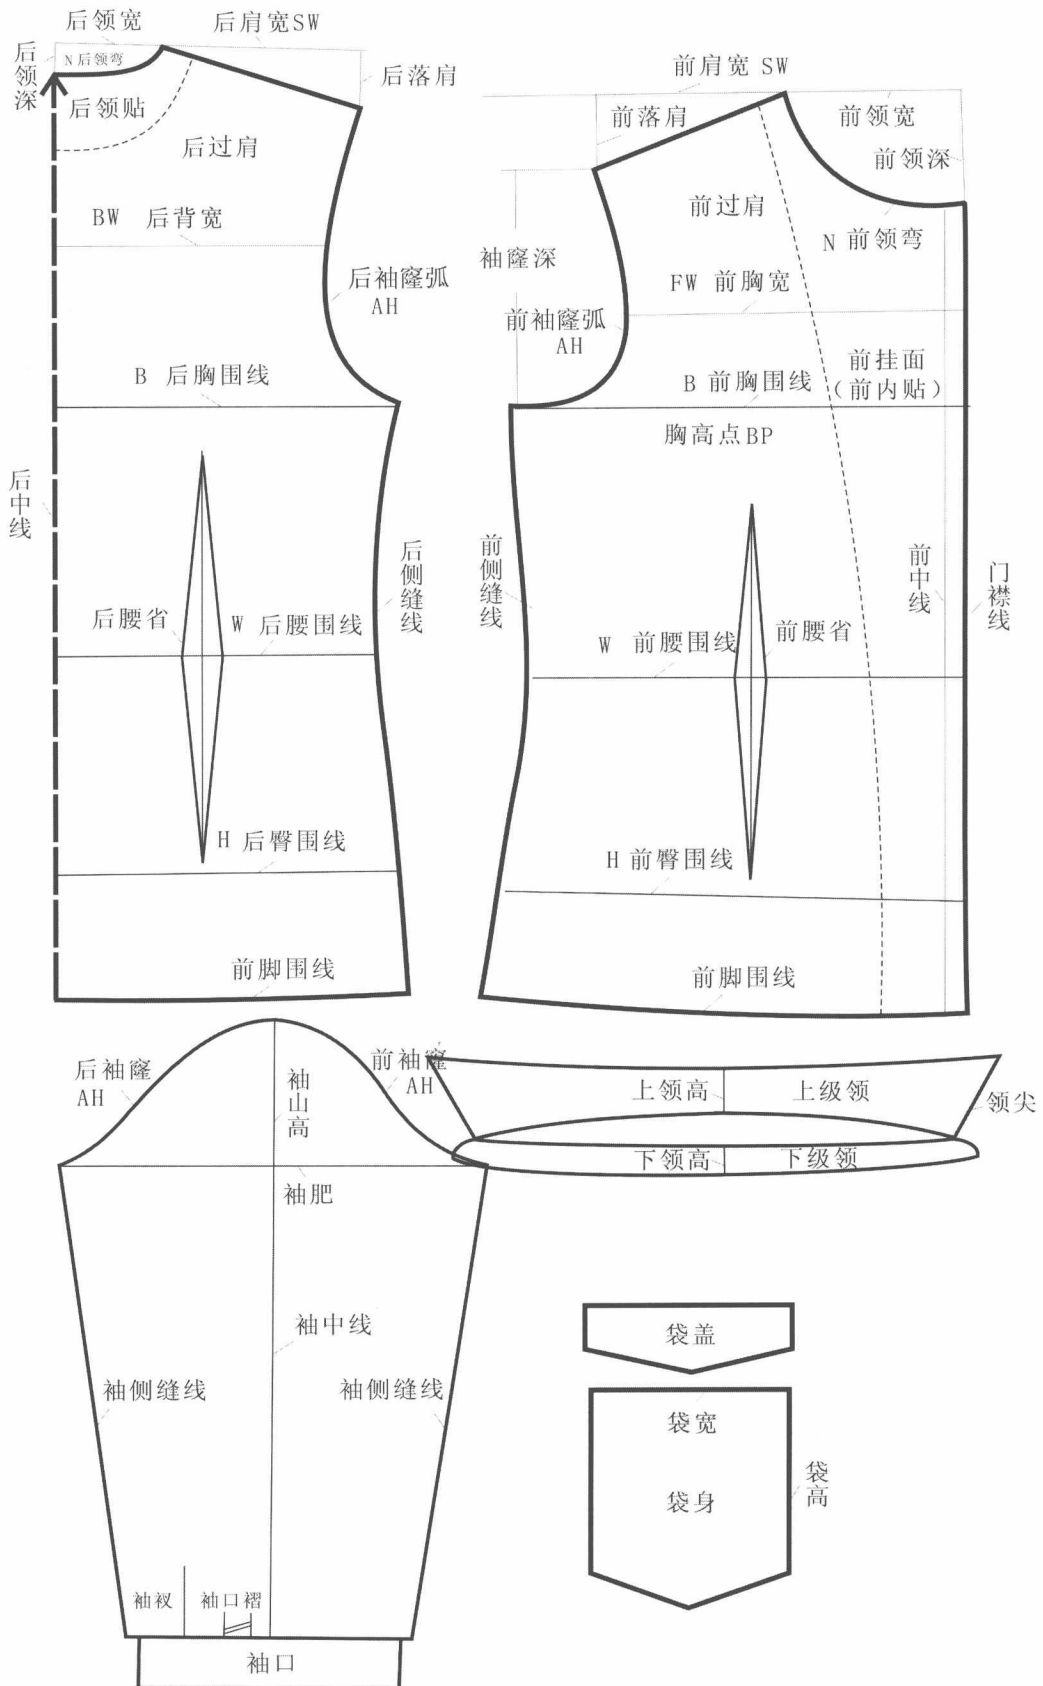 后领宽
后肩宽SW
后领深
N后领弯
后落肩
后领贴
后过肩
BW 后背宽
后袖窿弧
AH
B 后胸围线
后中线
后侧缝线
后腰省
W 后腰围线
H 后臀围线
前脚围线
前肩宽 SW
前落肩
前领宽
前领深
前过肩
N 前领弯
袖窿深
FW 前胸宽
前袖窿弧
AH
前挂面
（前内贴）
B 前胸围线
胸高点BP
前侧缝线
前中线
门襟线
W 前腰围线
前腰省
H 前臀围线
前脚围线
后袖窿
AH
袖山高
前袖窿
AH
上领高
上级领
领尖
下领高
下级领
袖肥
袖中线
袖侧缝线
袖侧缝线
袋盖
袋宽
袋身
袋高
袖衩
袖口褶
袖口